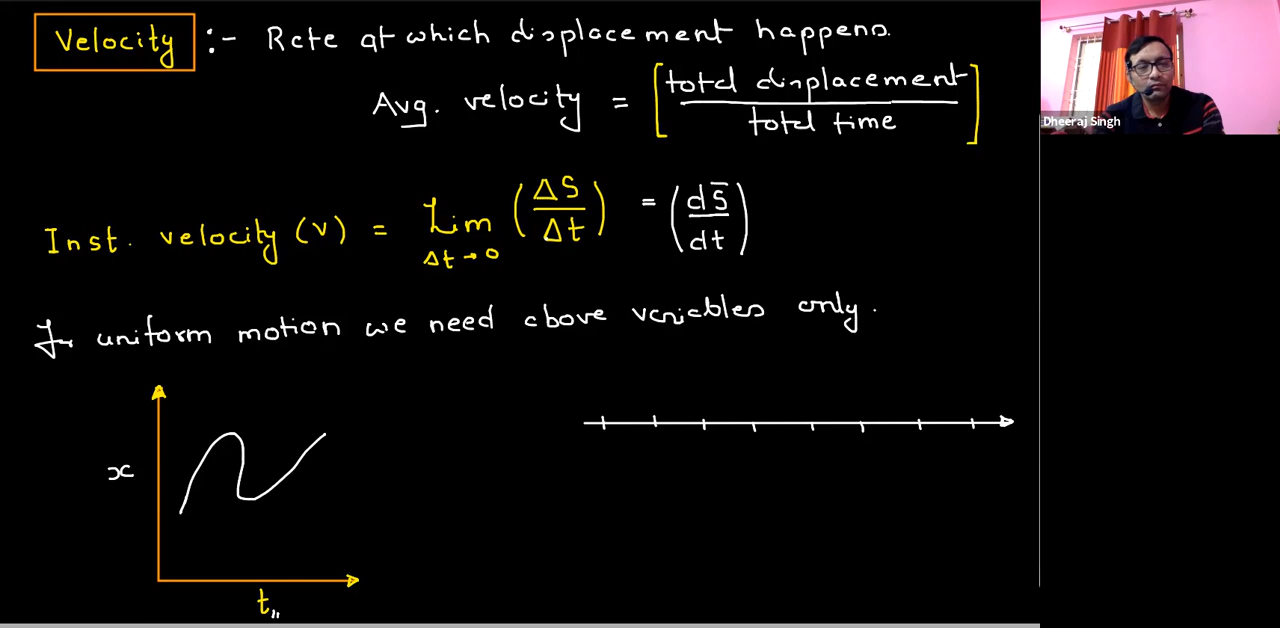 Velocity :- Rate at which displacement happens.
Avg. velocity = [total displacement / total time]
Inst. velocity (v) = Lim Δt→0 (ΔS/Δt) = (ds̄/dt)
In uniform motion we need above variables only.
x
t
Dheeraj Singh